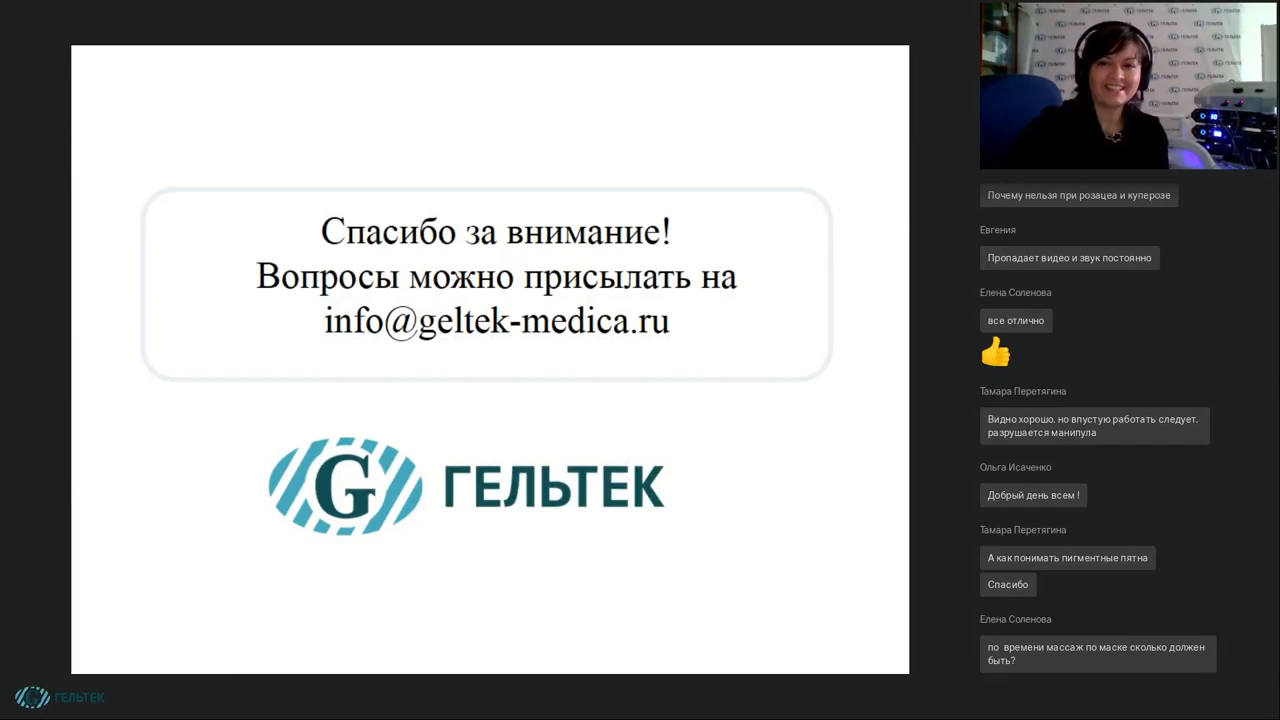 Спасибо за внимание!
Вопросы можно присылать на
info@geltek-medica.ru
G ГЕЛЬТЕК
Почему нельзя при розацеа и куперозе
Евгения
Пропадает видео и звук постоянно
Елена Соленова
все отлично
Тамара Перетягина
Видно хорошо. но впустую работать следует.
разрушается манипула
Ольга Исаченко
Добрый день всем !
Тамара Перетягина
А как понимать пигментные пятна
Спасибо
Елена Соленова
по времени массаж по маске сколько должен
быть?
G ГЕЛЬТЕК